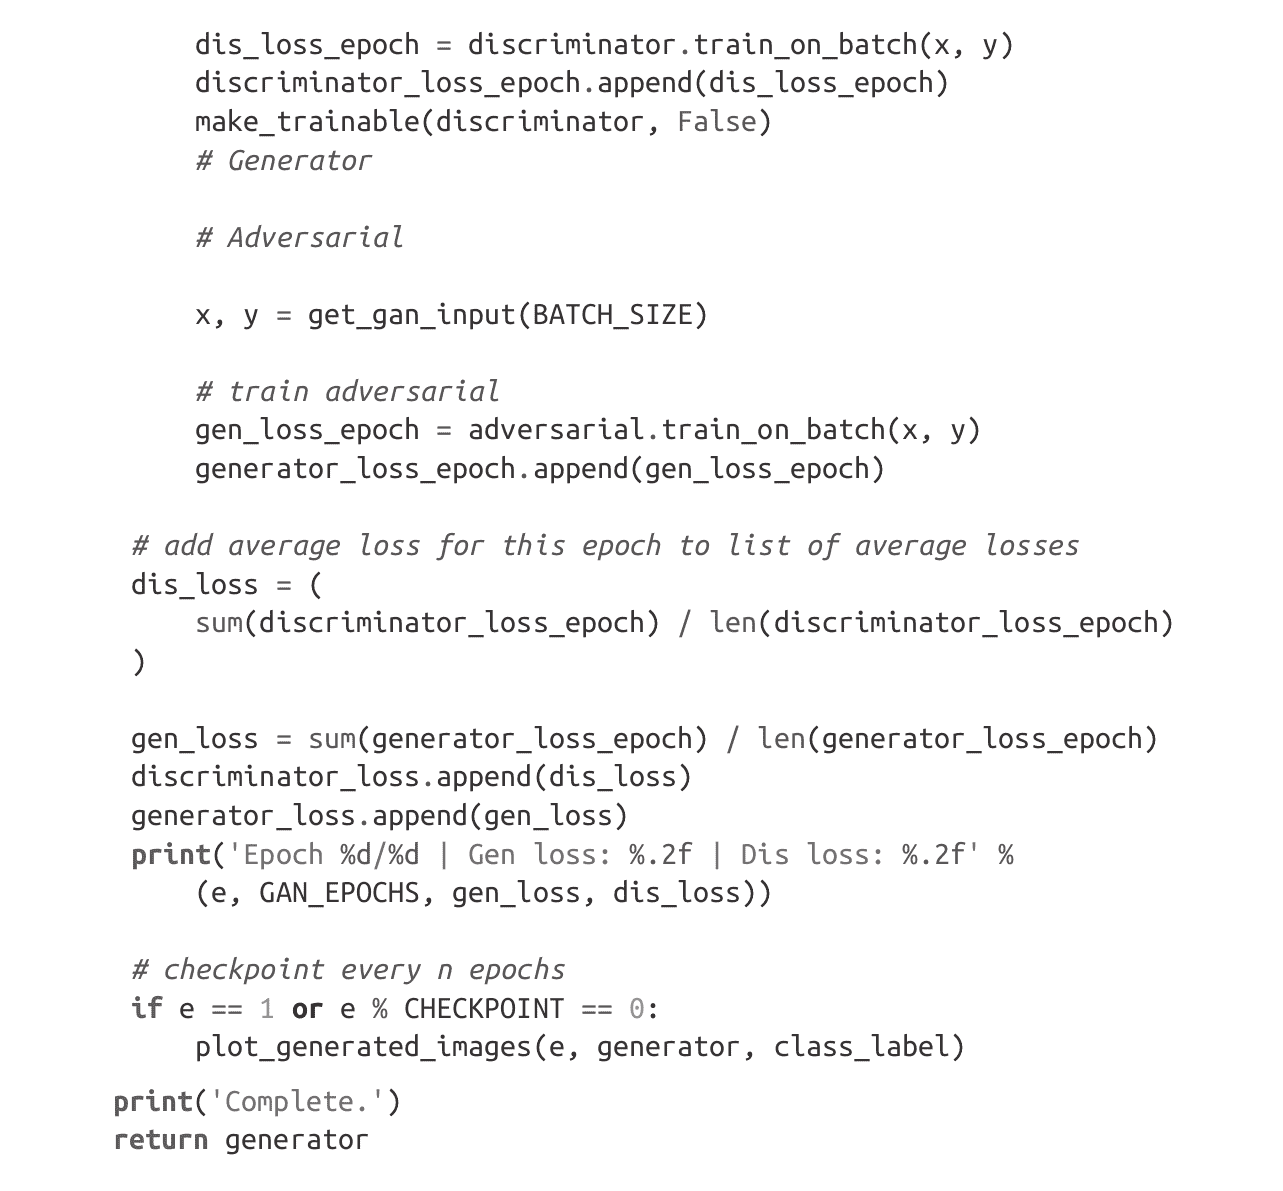 dis_loss_epoch = discriminator.train_on_batch(x, y)
discriminator_loss_epoch.append(dis_loss_epoch)
make_trainable(discriminator, False)
# Generator
# Adversarial
x, y = get_gan_input(BATCH_SIZE)
# train adversarial
gen_loss_epoch = adversarial.train_on_batch(x, y)
generator_loss_epoch.append(gen_loss_epoch)
# add average loss for this epoch to list of average losses
dis_loss = (
sum(discriminator_loss_epoch) / len(discriminator_loss_epoch)
)
gen_loss = sum(generator_loss_epoch) / len(generator_loss_epoch)
discriminator_loss.append(dis_loss)
generator_loss.append(gen_loss)
print('Epoch %d/%d | Gen loss: %.2f | Dis loss: %.2f' %
(e, GAN_EPOCHS, gen_loss, dis_loss))
# checkpoint every n epochs
if e == 1 or e % CHECKPOINT == 0:
plot_generated_images(e, generator, class_label)
print('Complete.')
return generator